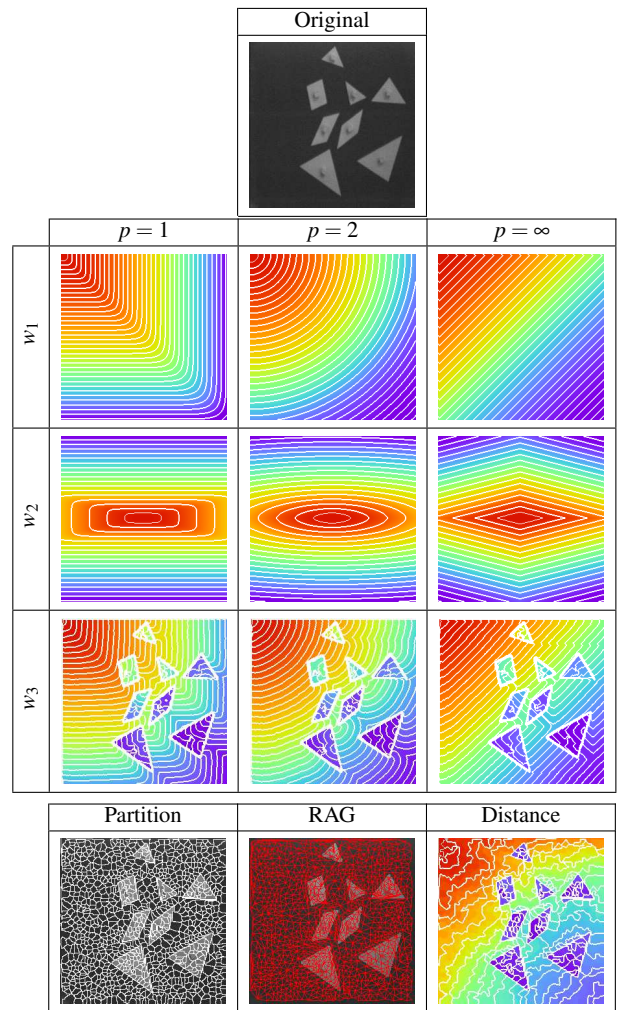 Original
p = 1 p = 2 p = ∞
w₁
w₂
w₃
Partition RAG Distance